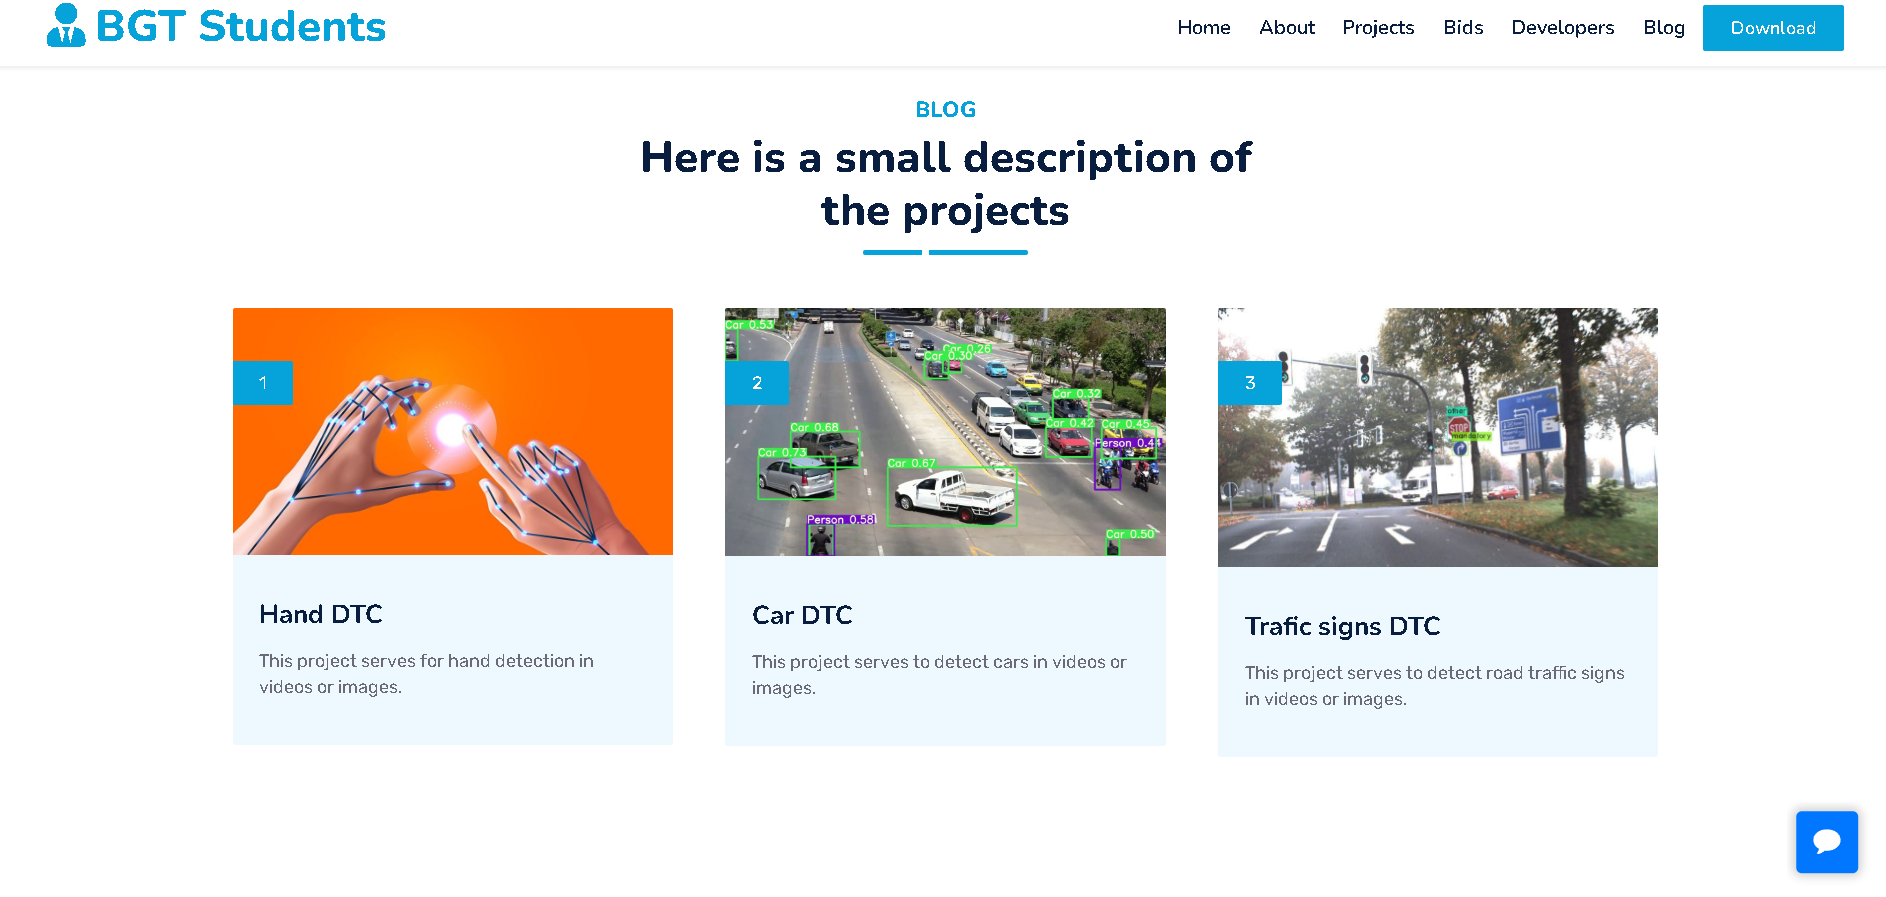 BGT Students
Home About Projects Bids Developers Blog Download
BLOG
Here is a small description of
the projects
1
2
3
Car 0.53
Car 0.26
Car 0.30
Car 0.32
Car 0.42
Car 0.45
Person 0.44
Car 0.68
Car 0.73
Car 0.67
Person 0.58
Car 0.50
other
STOP
mandatory
Hand DTC
This project serves for hand detection in
videos or images.
Car DTC
This project serves to detect cars in videos or
images.
Trafic signs DTC
This project serves to detect road traffic signs
in videos or images.